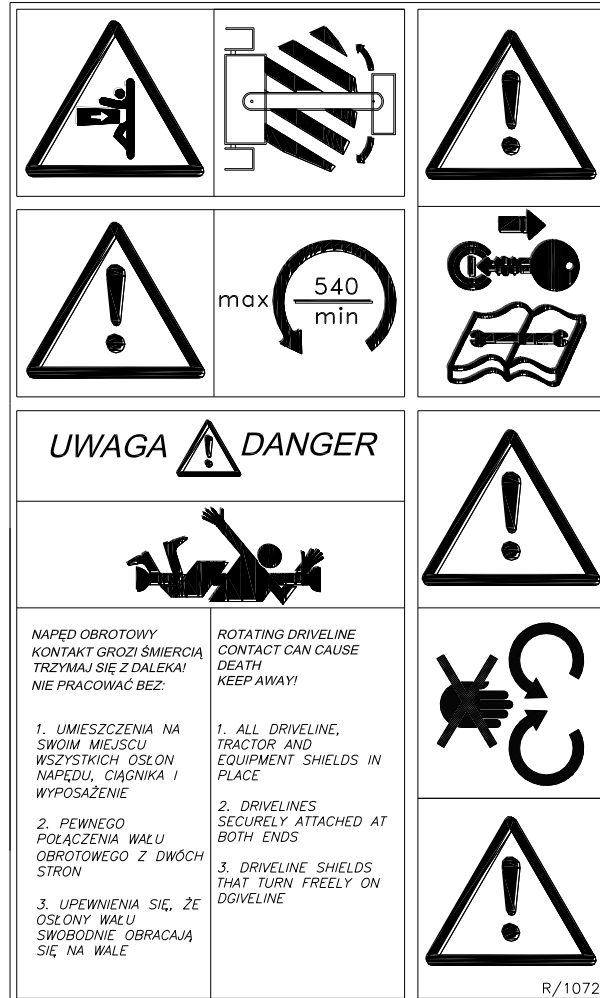 max
540
min
UWAGA DANGER
NAPĘD OBROTOWY
KONTAKT GROZI ŚMIERCIĄ
TRZYMAJ SIĘ Z DALEKA!
NIE PRACOWAĆ BEZ:
1. UMIESZCZENIA NA
SWOIM MIEJSCU
WSZYSTKICH OSŁON
NAPĘDU, CIĄGNIKA I
WYPOSAŻENIE
2. PEWNEGO
POŁĄCZENIA WAŁU
OBROTOWEGO Z DWÓCH
STRON
3. UPEWNIENIA SIĘ, ŻE
OSŁONY WAŁU
SWOBODNIE OBRACAJĄ
SIĘ NA WALE
ROTATING DRIVELINE
CONTACT CAN CAUSE
DEATH
KEEP AWAY!
1. ALL DRIVELINE,
TRACTOR AND
EQUIPMENT SHIELDS IN
PLACE
2. DRIVELINES
SECURELY ATTACHED AT
BOTH ENDS
3. DRIVELINE SHIELDS
THAT TURN FREELY ON
DGIVELINE
R/1072